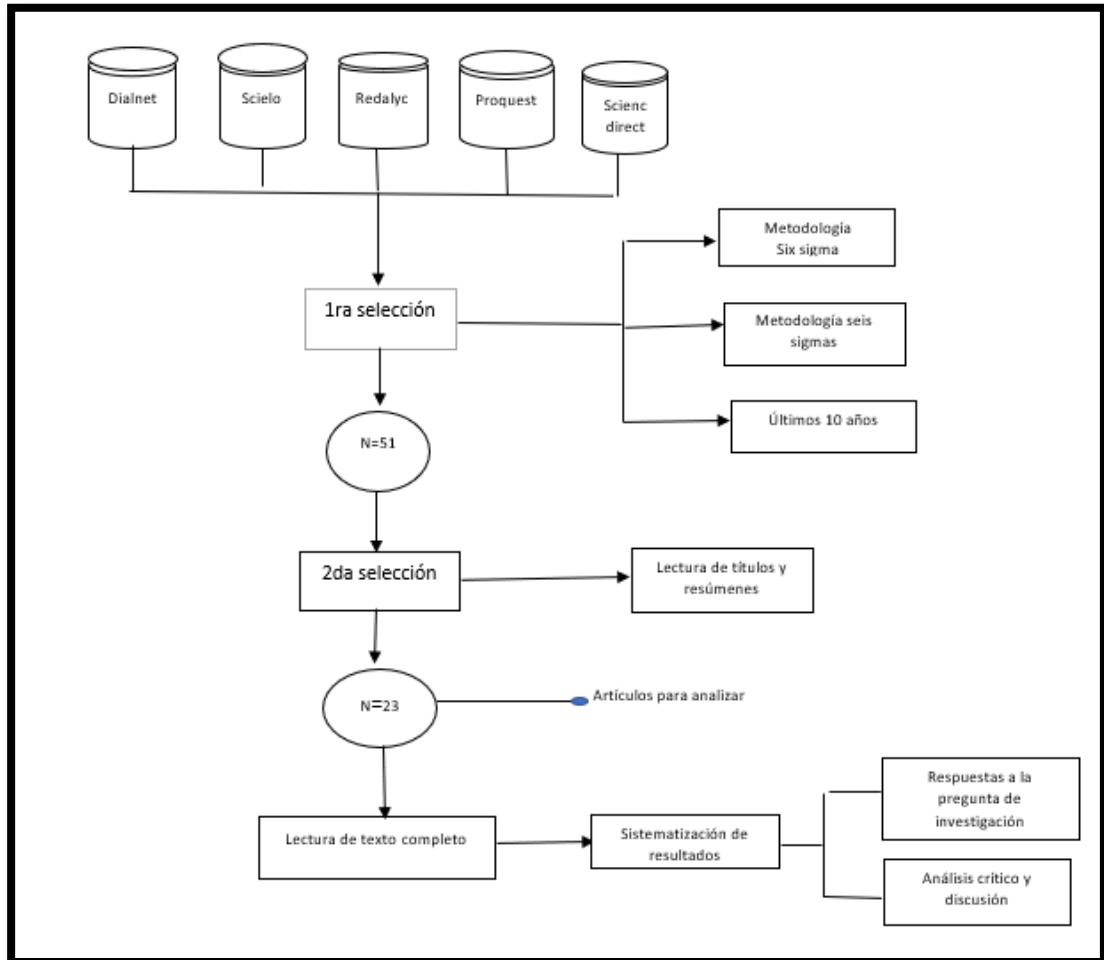 Dialnet
Scielo
Redalyc
Proquest
Scienc
direct
Metodología
Six sigma
1ra selección
Metodología seis
sigmas
Últimos 10 años
N=51
2da selección
Lectura de títulos y
resúmenes
N=23
Artículos para analizar
Lectura de texto completo
Sistematización de
resultados
Respuestas a la
pregunta de
investigación
Análisis crítico y
discusión